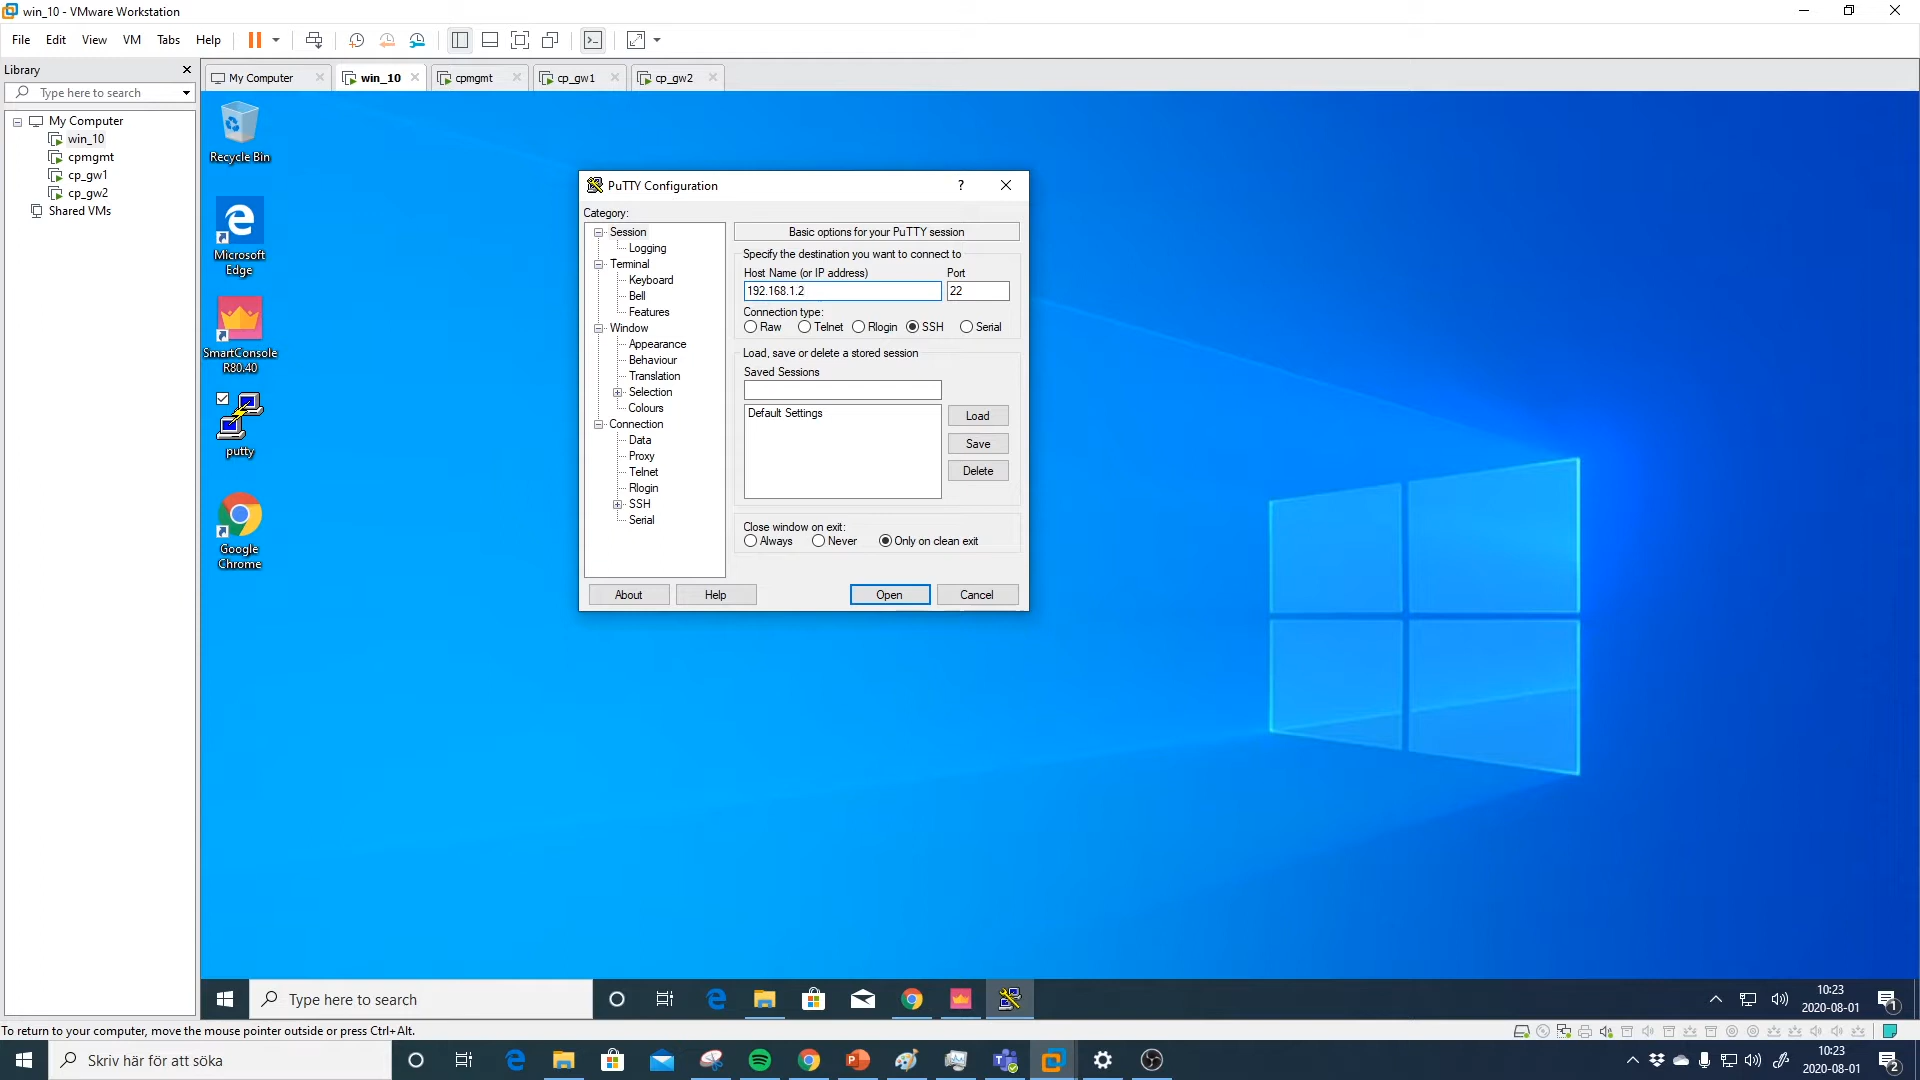 win_10 - VMware Workstation
File Edit View VM Tabs Help
Library
Type here to search
My Computer
win_10
cpmgmt
cp_gw1
cp_gw2
Shared VMs
My Computer win_10 cpmgmt cp_gw1 cp_gw2
Recycle Bin
Microsoft
Edge
SmartConsole
R80.40
putty
Google
Chrome
PuTTY Configuration ?
Category:
Session
Logging
Terminal
Keyboard
Bell
Features
Window
Appearance
Behaviour
Translation
Selection
Colours
Connection
Data
Proxy
Telnet
Rlogin
SSH
Serial
Basic options for your PuTTY session
Specify the destination you want to connect to
Host Name (or IP address) Port
192.168.1.2 22
Connection type:
Raw Telnet Rlogin SSH Serial
Load, save or delete a stored session
Saved Sessions
Default Settings
Load
Save
Delete
Close window on exit:
Always Never Only on clean exit
About Help Open Cancel
Type here to search
10:23
2020-08-01
1
To return to your computer, move the mouse pointer outside or press Ctrl+Alt.
Skriv här för att söka
10:23
2020-08-01
2